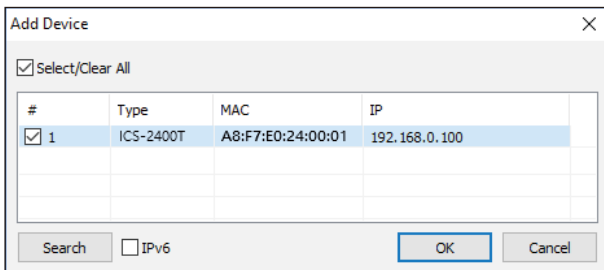 Add Device
Select/Clear All
# Type MAC IP
1 ICS-2400T A8:F7:E0:24:00:01 192.168.0.100
Search IPv6 OK Cancel